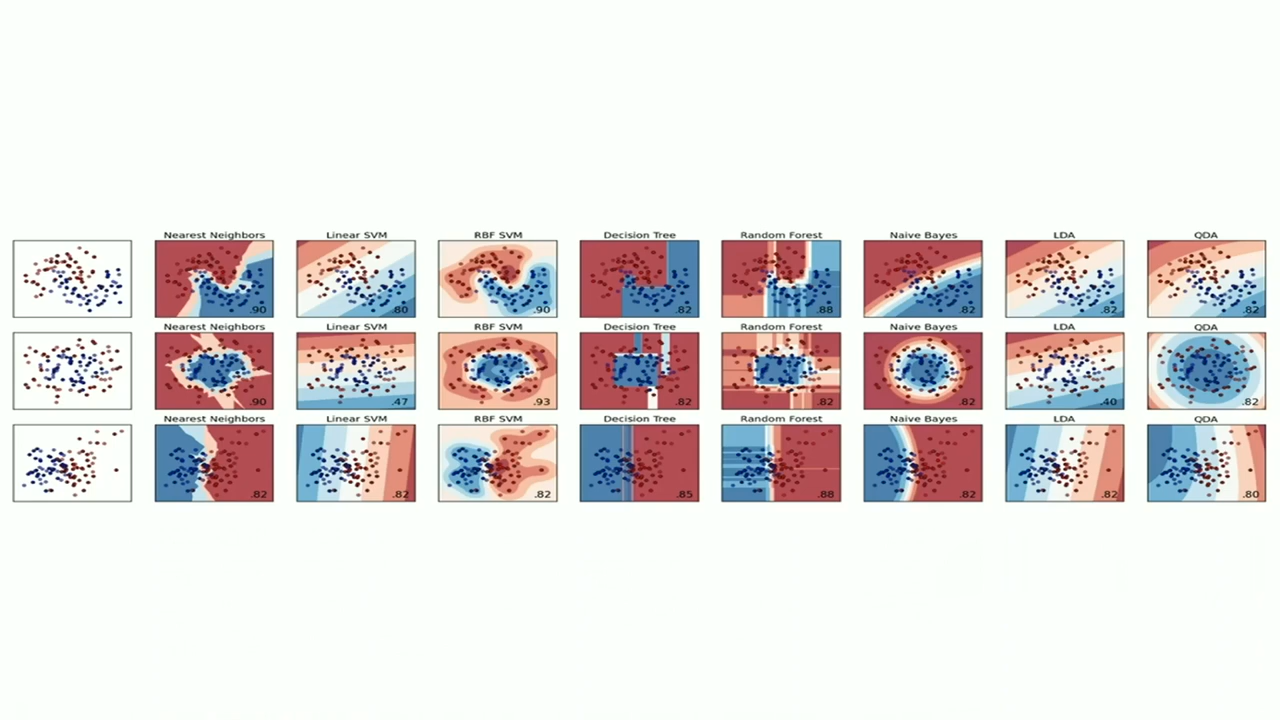 Nearest Neighbors Linear SVM RBF SVM Decision Tree Random Forest Naive Bayes LDA QDA
.90 .80 .90 .82 .88 .82 .82 .82
Nearest Neighbors Linear SVM RBF SVM Decision Tree Random Forest Naive Bayes LDA QDA
.90 .47 .93 .82 .82 .82 .40 .82
Nearest Neighbors Linear SVM RBF SVM Decision Tree Random Forest Naive Bayes LDA QDA
.82 .82 .82 .85 .88 .82 .82 .80